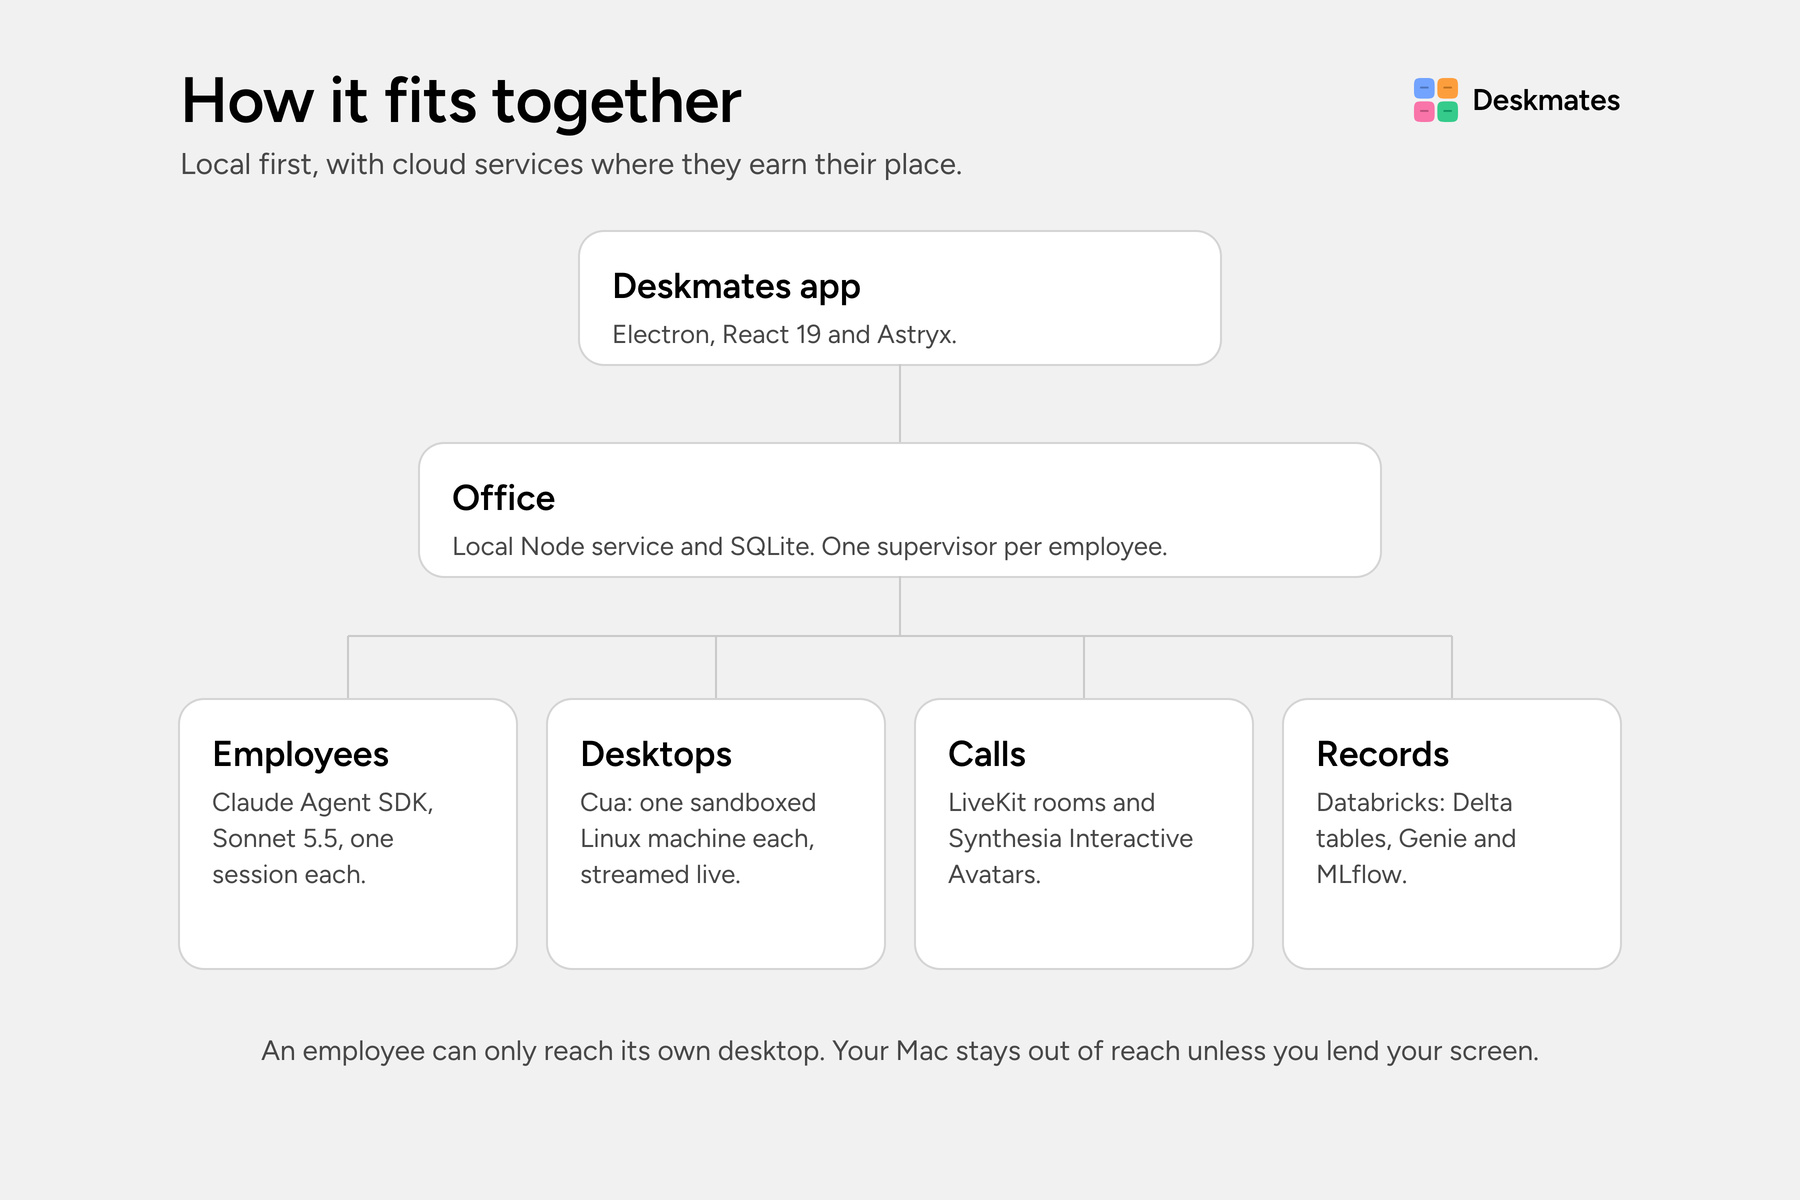 How it fits together
Deskmates
Local first, with cloud services where they earn their place.
Deskmates app
Electron, React 19 and Astryx.
Office
Local Node service and SQLite. One supervisor per employee.
Employees
Claude Agent SDK,
Sonnet 5.5, one
session each.
Desktops
Cua: one sandboxed
Linux machine each,
streamed live.
Calls
LiveKit rooms and
Synthesia Interactive
Avatars.
Records
Databricks: Delta
tables, Genie and
MLflow.
An employee can only reach its own desktop. Your Mac stays out of reach unless you lend your screen.